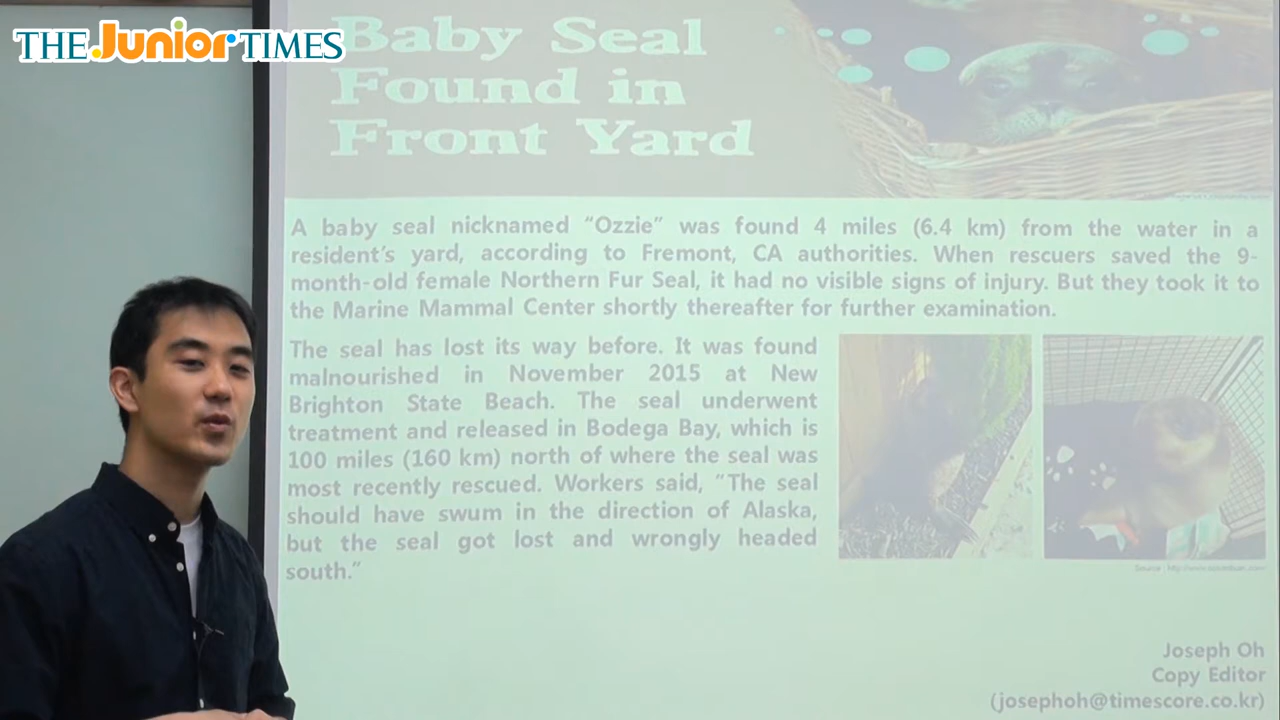 THE Junior TIMES
Baby Seal
Found in
Front Yard
A baby seal nicknamed “Ozzie” was found 4 miles (6.4 km) from the water in a
resident's yard, according to Fremont, CA authorities. When rescuers saved the 9-
month-old female Northern Fur Seal, it had no visible signs of injury. But they took it to
the Marine Mammal Center shortly thereafter for further examination.
The seal has lost its way before. It was found
malnourished in November 2015 at New
Brighton State Beach. The seal underwent
treatment and released in Bodega Bay, which is
100 miles (160 km) north of where the seal was
most recently rescued. Workers said, “The seal
should have swum in the direction of Alaska,
but the seal got lost and wrongly headed
south.”
Joseph Oh
Copy Editor
(josephoh@timescore.co.kr)